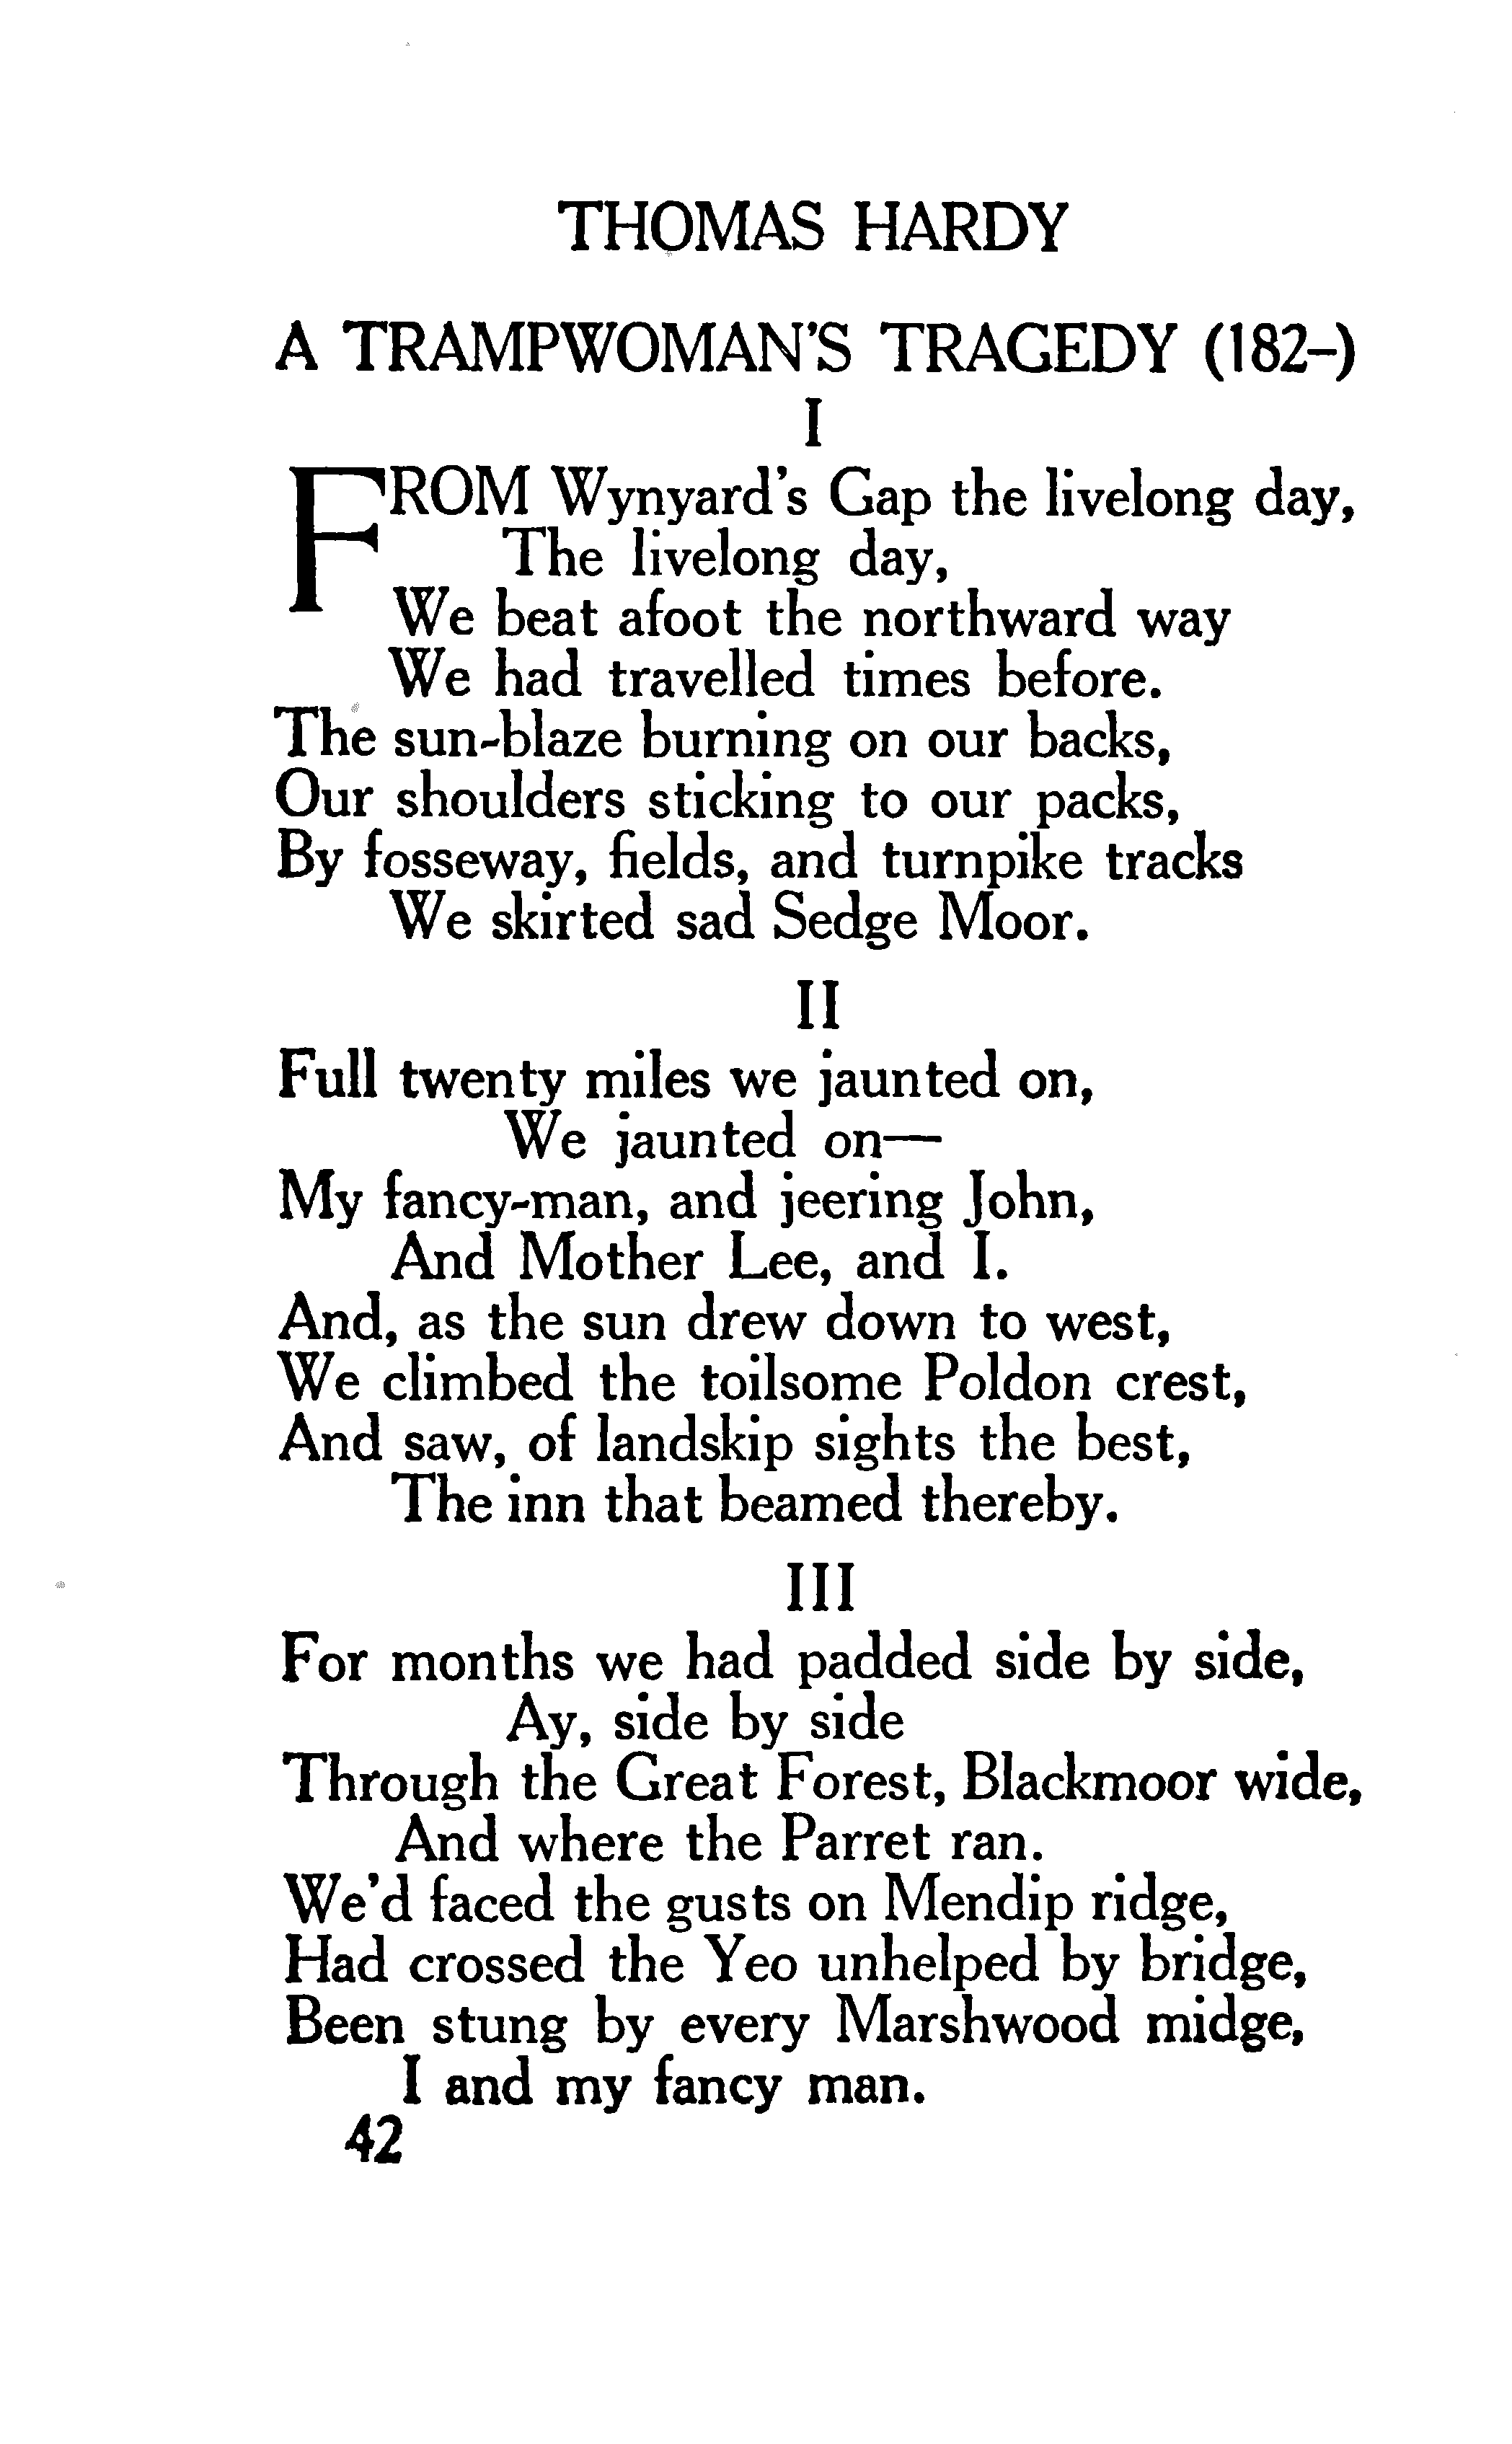 THOMAS HARDY
A TRAMPWOMAN'S TRAGEDY (182-)
I
FROM Wynyard's Gap the livelong day,
The livelong day,
We beat afoot the northward way
We had travelled times before.
The sun-blaze burning on our backs,
Our shoulders sticking to our packs,
By fosseway, fields, and turnpike tracks
We skirted sad Sedge Moor.
II
Full twenty miles we jaunted on,
We jaunted on—
My fancy-man, and jeering John,
And Mother Lee, and I.
And, as the sun drew down to west,
We climbed the toilsome Poldon crest,
And saw, of landskip sights the best,
The inn that beamed thereby.
III
For months we had padded side by side,
Ay, side by side
Through the Great Forest, Blackmoor wide,
And where the Parret ran.
We'd faced the gusts on Mendip ridge,
Had crossed the Yeo unhelped by bridge,
Been stung by every Marshwood midge,
I and my fancy man.
42